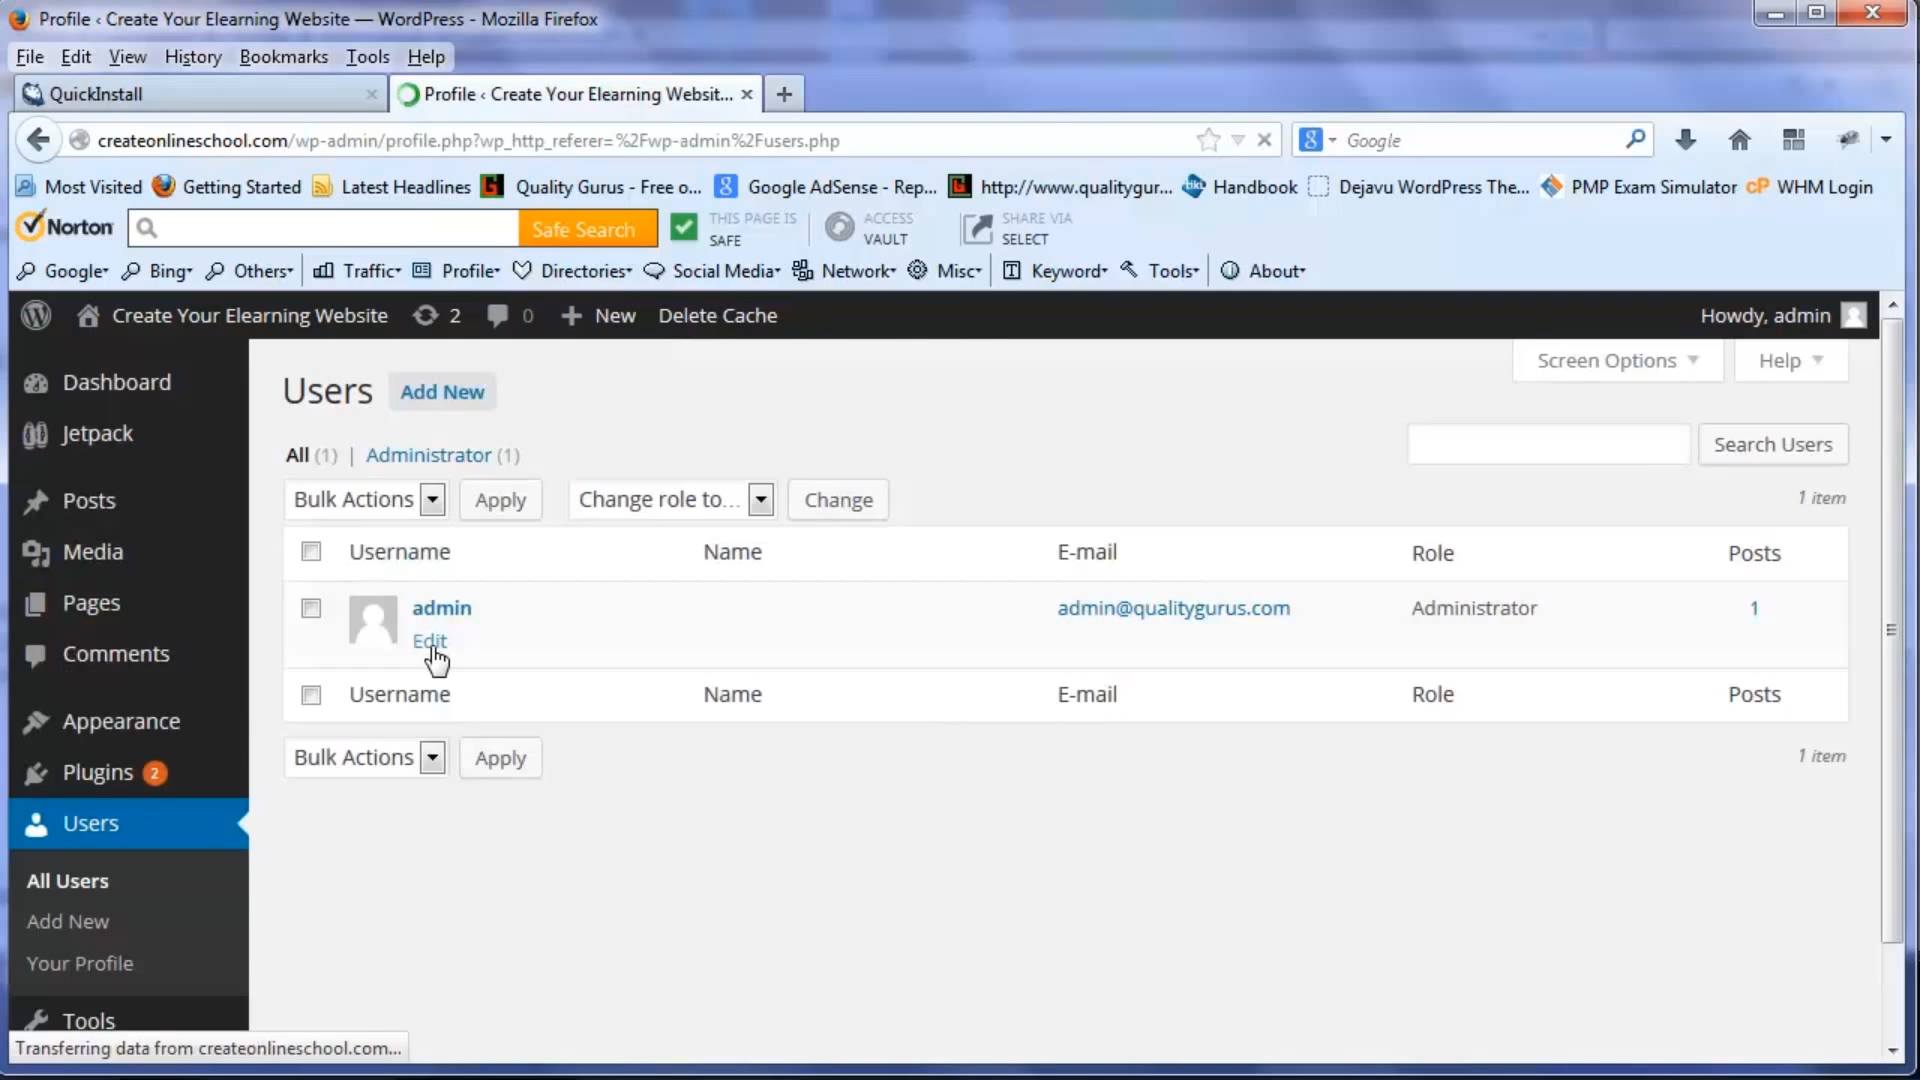 Profile ‹ Create Your Elearning Website — WordPress - Mozilla Firefox
File Edit View History Bookmarks Tools Help
QuickInstall Profile ‹ Create Your Elearning Websit...
createonlineschool.com/wp-admin/profile.php?wp_http_referer=%2Fwp-admin%2Fusers.php Google
Most Visited Getting Started Latest Headlines Quality Gurus - Free o... Google AdSense - Rep... http://www.qualitygur... Handbook Dejavu WordPress The... PMP Exam Simulator cP WHM Login
Norton Safe Search THIS PAGE IS SAFE ACCESS VAULT SHARE VIA SELECT
Google Bing Others Traffic Profile Directories Social Media Network Misc Keyword Tools About
Create Your Elearning Website 2 0 New Delete Cache Howdy, admin
Screen Options Help
Dashboard
Jetpack
Posts
Media
Pages
Comments
Appearance
Plugins 2
Users
All Users
Add New
Your Profile
Tools
Users Add New
All (1) | Administrator (1)
Search Users
Bulk Actions Apply Change role to... Change 1 item
Username Name E-mail Role Posts
admin admin@qualitygurus.com Administrator 1
Edit
Username Name E-mail Role Posts
Bulk Actions Apply 1 item
Transferring data from createonlineschool.com...